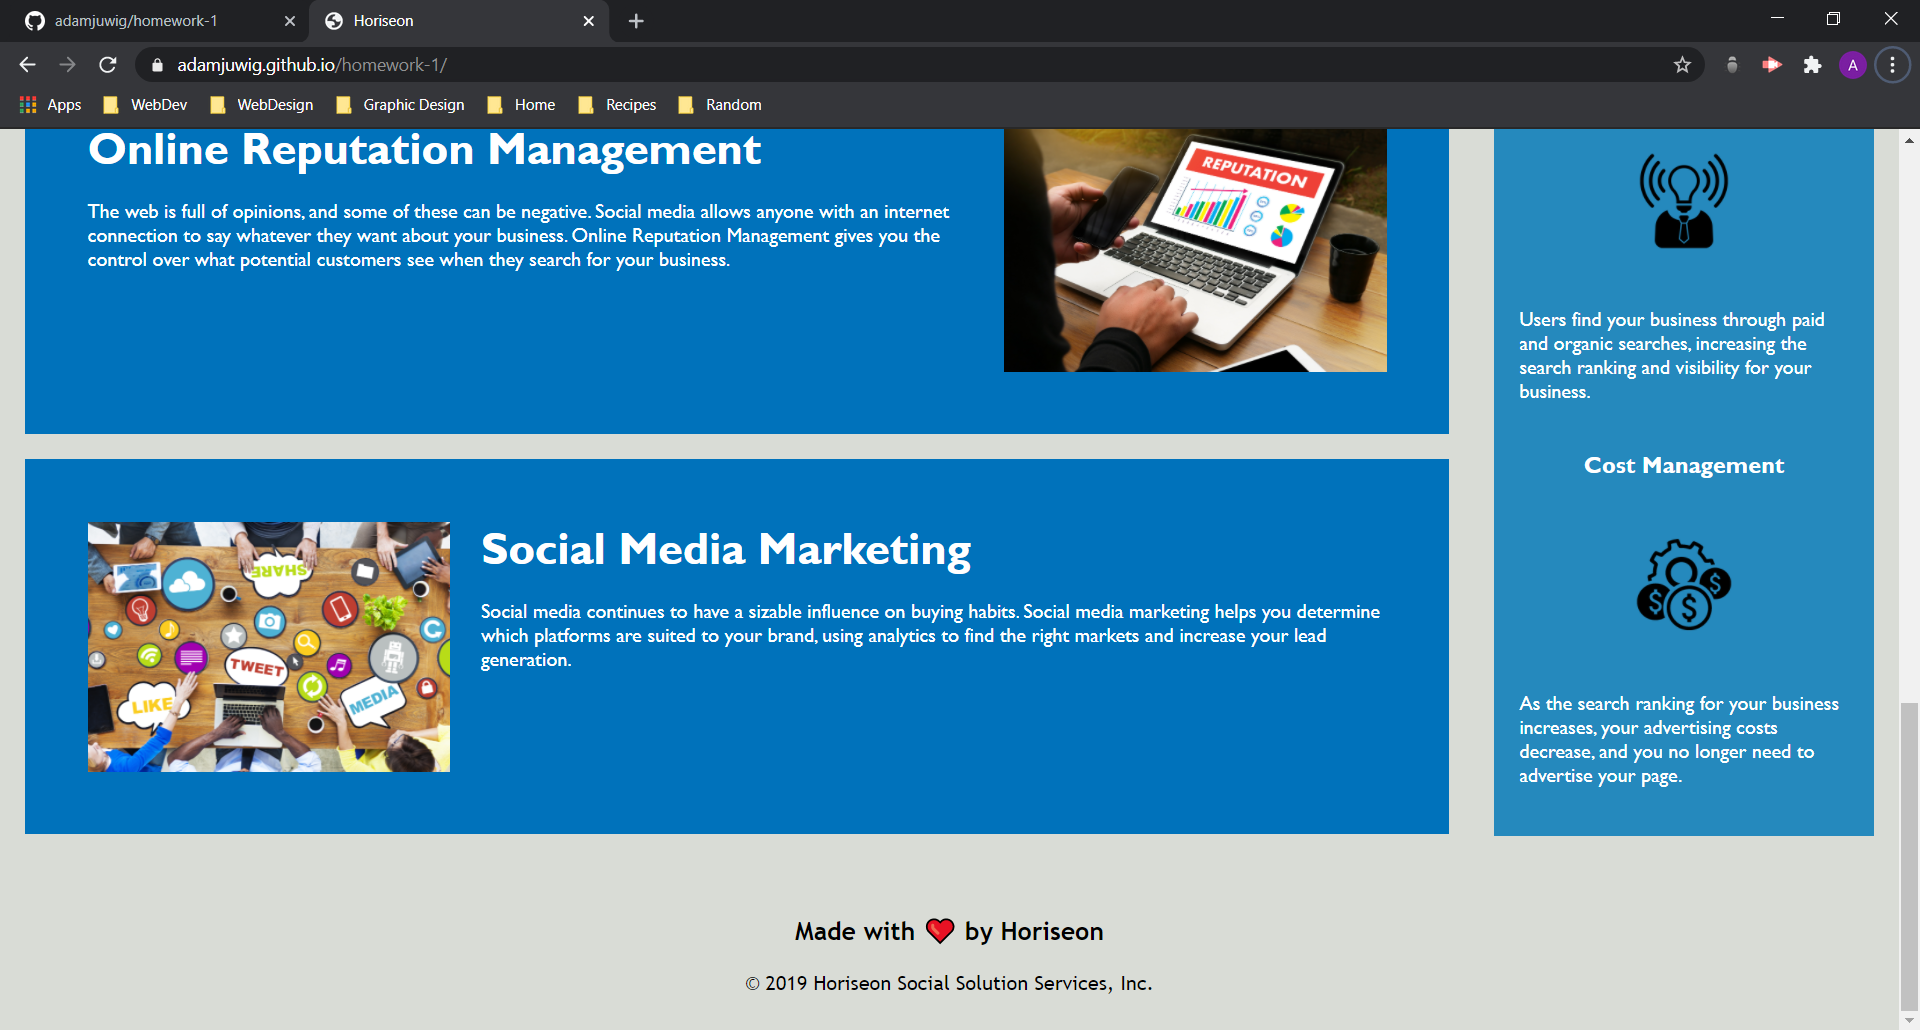 adamjuwig/homework-1
Horiseon
adamjuwig.github.io/homework-1/
A
Apps
WebDev
WebDesign
Graphic Design
Home
Recipes
Random
Online Reputation Management
The web is full of opinions, and some of these can be negative. Social media allows anyone with an internet
connection to say whatever they want about your business. Online Reputation Management gives you the
control over what potential customers see when they search for your business.
REPUTATION
SHARE
TWEET
LIKE
MEDIA
Social Media Marketing
Social media continues to have a sizable influence on buying habits. Social media marketing helps you determine
which platforms are suited to your brand, using analytics to find the right markets and increase your lead
generation.
Users find your business through paid
and organic searches, increasing the
search ranking and visibility for your
business.
Cost Management
$ $ $
As the search ranking for your business
increases, your advertising costs
decrease, and you no longer need to
advertise your page.
Made with ❤️ by Horiseon
© 2019 Horiseon Social Solution Services, Inc.